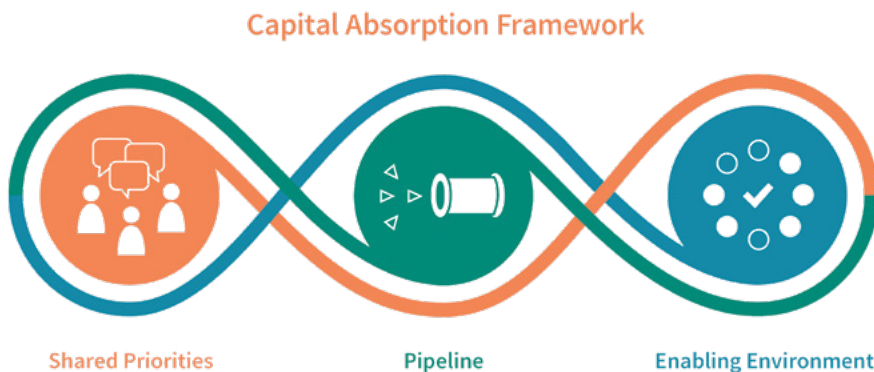 Capital Absorption Framework
Shared Priorities
Pipeline
Enabling Environment